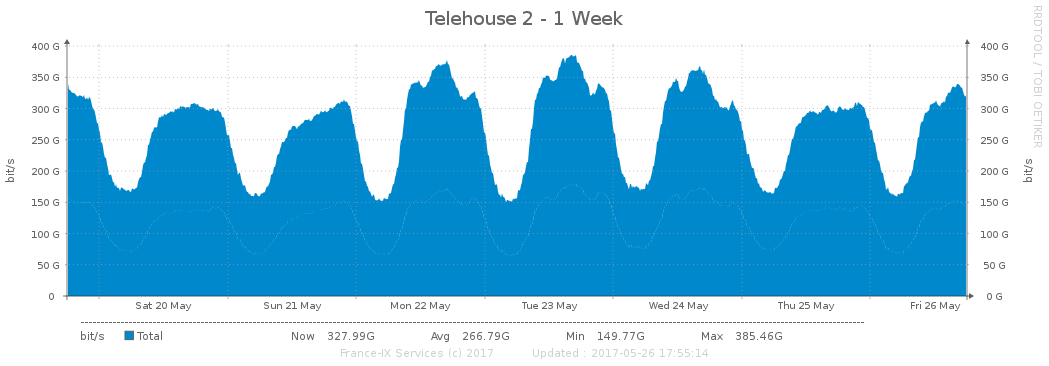 Telehouse 2 - 1 Week
RRDTOOL / TOBI OETIKER
400 G 400 G
350 G 350 G
300 G 300 G
250 G 250 G
200 G 200 G
150 G 150 G
100 G 100 G
50 G 50 G
0 0 G
bit/s bit/s
Sat 20 May Sun 21 May Mon 22 May Tue 23 May Wed 24 May Thu 25 May Fri 26 May
bit/s Total Now 327.99G Avg 266.79G Min 149.77G Max 385.46G
France-IX Services (c) 2017 Updated : 2017-05-26 17:55:14